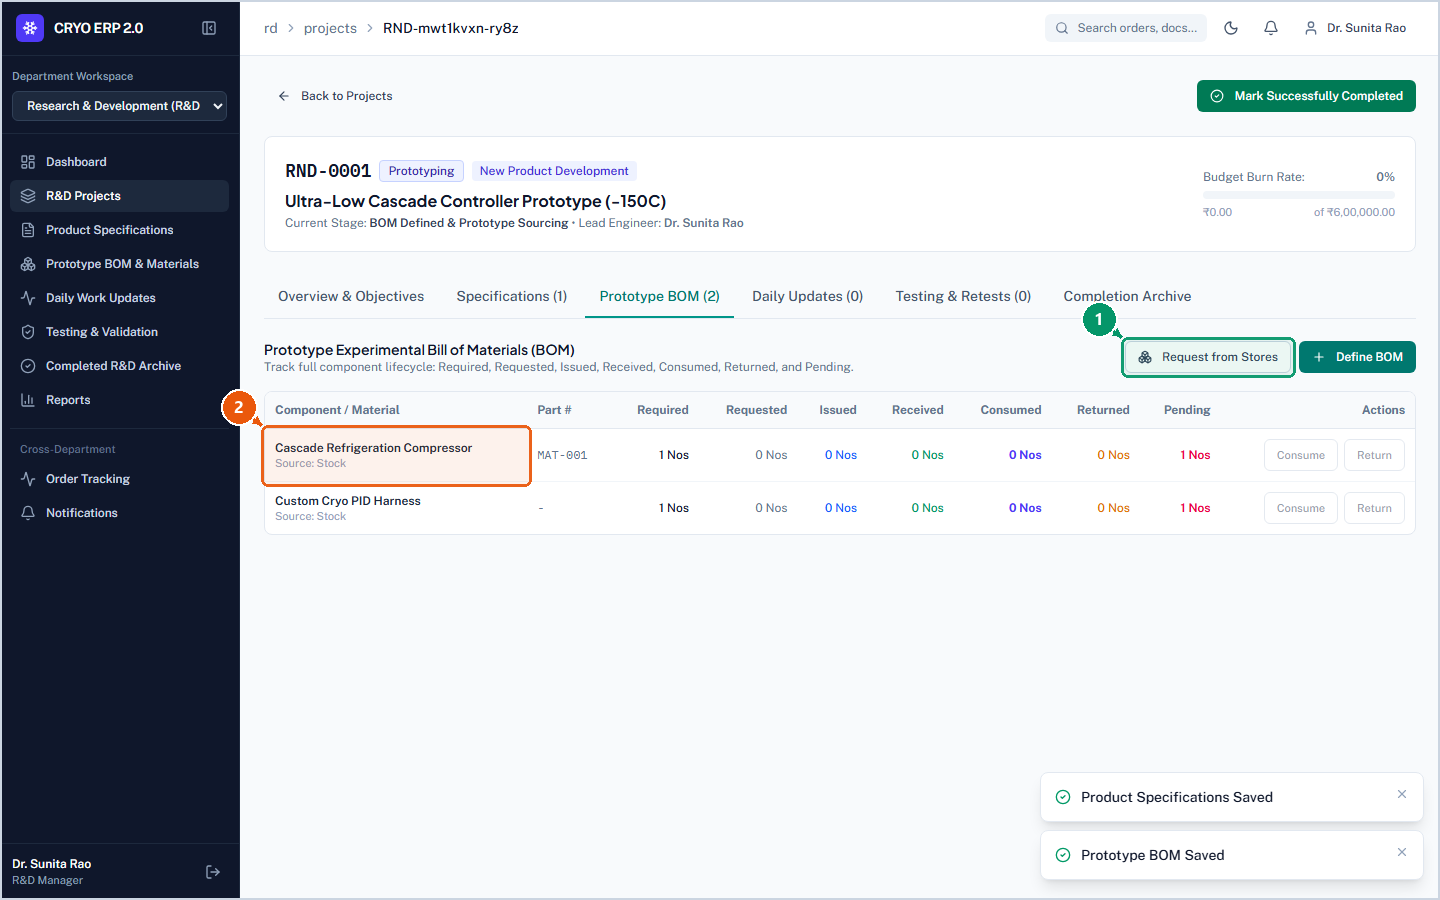 CRYO ERP 2.0
Department Workspace
Research & Development (R&D
Dashboard
R&D Projects
Product Specifications
Prototype BOM & Materials
Daily Work Updates
Testing & Validation
Completed R&D Archive
Reports
Cross-Department
Order Tracking
Notifications
Dr. Sunita Rao
R&D Manager
rd > projects > RND-mwt1kvxn-ry8z
Search orders, docs...
Dr. Sunita Rao
Back to Projects
Mark Successfully Completed
RND-0001 Prototyping New Product Development
Ultra-Low Cascade Controller Prototype (-150C)
Current Stage: BOM Defined & Prototype Sourcing • Lead Engineer: Dr. Sunita Rao
Budget Burn Rate: 0%
₹0.00 of ₹6,00,000.00
Overview & Objectives Specifications (1) Prototype BOM (2) Daily Updates (0) Testing & Retests (0) Completion Archive
1
Prototype Experimental Bill of Materials (BOM)
Track full component lifecycle: Required, Requested, Issued, Received, Consumed, Returned, and Pending.
Request from Stores
Define BOM
2
Component / Material Part # Required Requested Issued Received Consumed Returned Pending Actions
Cascade Refrigeration Compressor
Source: Stock
MAT-001 1 Nos 0 Nos 0 Nos 0 Nos 0 Nos 0 Nos 1 Nos Consume Return
Custom Cryo PID Harness
Source: Stock
- 1 Nos 0 Nos 0 Nos 0 Nos 0 Nos 0 Nos 1 Nos Consume Return
Product Specifications Saved
Prototype BOM Saved